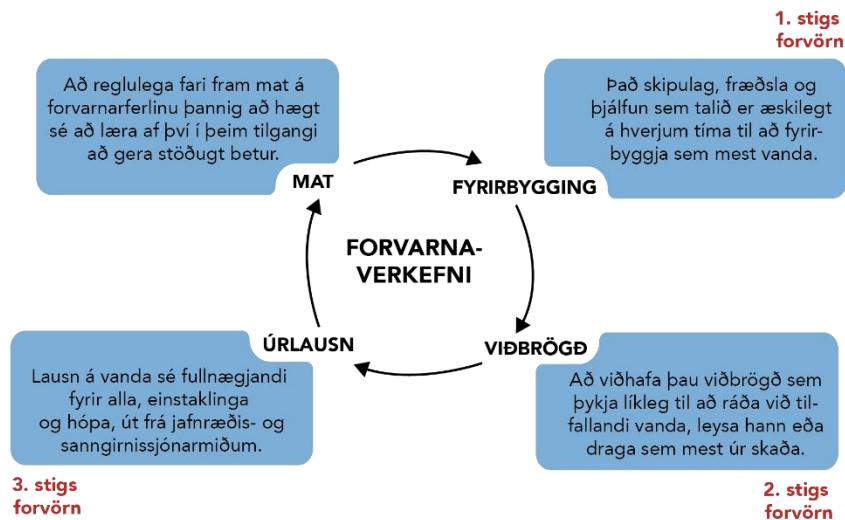 1. stigs
forvörn
Að reglulega fari fram mat á
forvarnarferlinu þannig að hægt
sé að læra af því í þeim tilgangi
að gera stöðugt betur.
MAT
Það skipulag, fræðsla og
þjálfun sem talið er æskilegt
á hverjum tíma til að fyrir-
byggja sem mest vanda.
FYRIRBYGGING
FORVARNA-
VERKEFNI
ÚRLAUSN
Lausn á vanda sé fullnægjandi
fyrir alla, einstaklinga
og hópa, út frá jafnræðis- og
sanngirnissjónarmiðum.
3. stigs
forvörn
VIÐBRÖGÐ
Að viðhafa þau viðbrögð sem
þykja líkleg til að ráða við til-
fallandi vanda, leysa hann eða
draga sem mest úr skaða.
2. stigs
forvörn